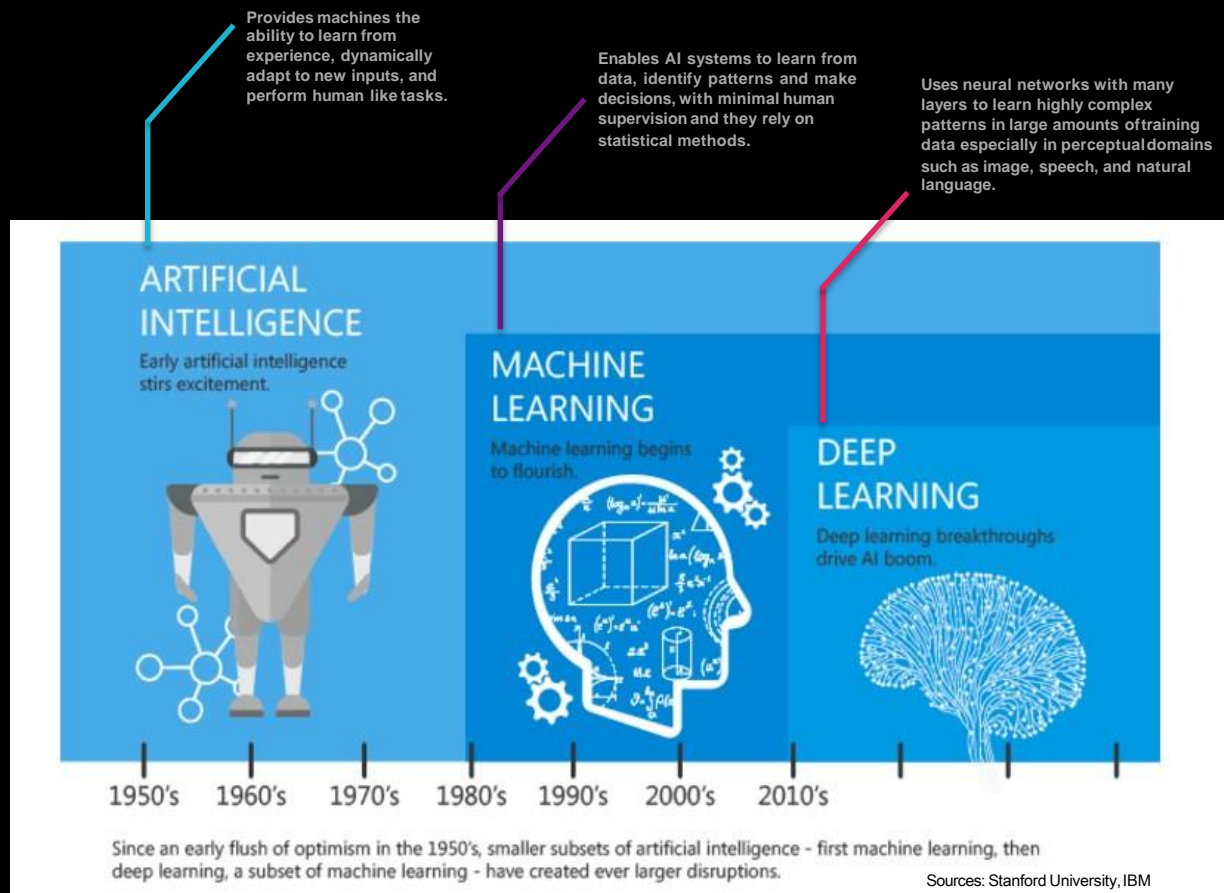 Provides machines the
ability to learn from
experience, dynamically
adapt to new inputs, and
perform human like tasks.
Enables AI systems to learn from
data, identify patterns and make
decisions, with minimal human
supervision and they rely on
statistical methods.
Uses neural networks with many
layers to learn highly complex
patterns in large amounts oftraining
data especially in perceptualdomains
such as image, speech, and natural
language.
ARTIFICIAL
INTELLIGENCE
Early artificial intelligence
stirs excitement.
MACHINE
LEARNING
Machine learning begins
to flourish.
DEEP
LEARNING
Deep learning breakthroughs
drive AI boom.
1950's 1960's 1970's 1980's 1990's 2000's 2010's
Since an early flush of optimism in the 1950's, smaller subsets of artificial intelligence - first machine learning, then
deep learning, a subset of machine learning - have created ever larger disruptions.
Sources: Stanford University, IBM